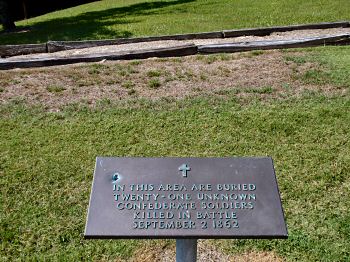 IN THIS AREA ARE BURIED
TWENTY-ONE UNKNOWN
CONFEDERATE SOLDIERS
KILLED IN BATTLE
SEPTEMBER 2 1862